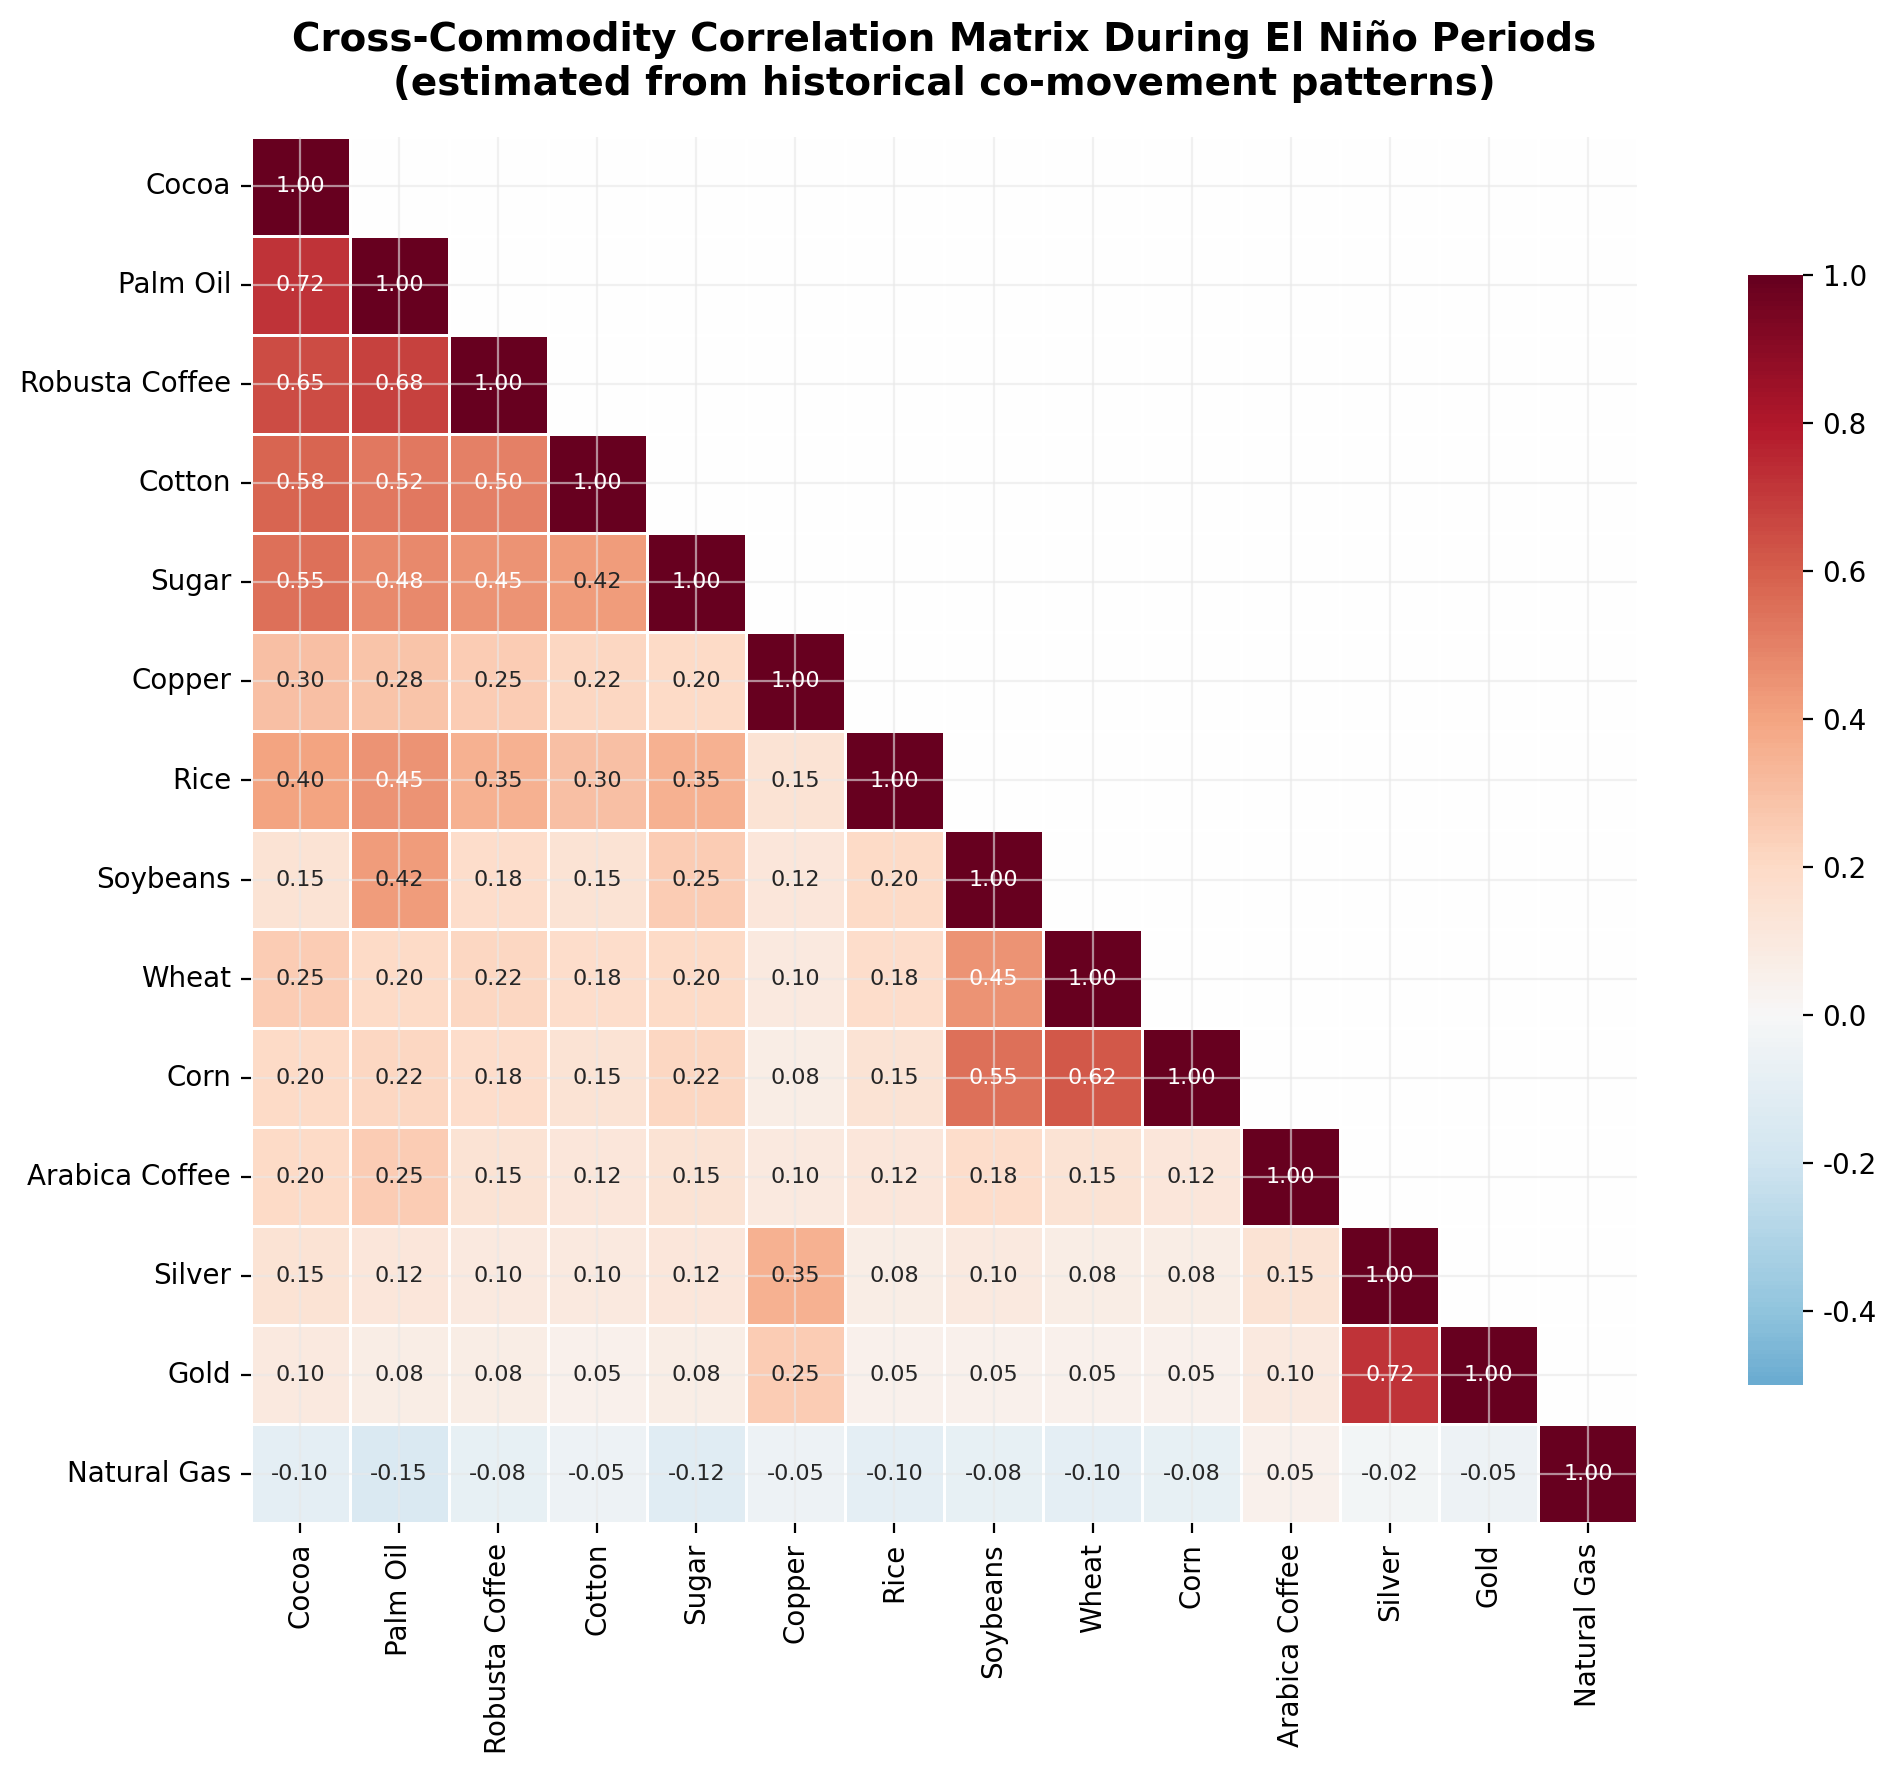 Cross-Commodity Correlation Matrix During El Niño Periods
(estimated from historical co-movement patterns)
Cocoa 1.00
Palm Oil 0.72 1.00
Robusta Coffee 0.65 0.68 1.00
Cotton 0.58 0.52 0.50 1.00
Sugar 0.55 0.48 0.45 0.42 1.00
Copper 0.30 0.28 0.25 0.22 0.20 1.00
Rice 0.40 0.45 0.35 0.30 0.35 0.15 1.00
Soybeans 0.15 0.42 0.18 0.15 0.25 0.12 0.20 1.00
Wheat 0.25 0.20 0.22 0.18 0.20 0.10 0.18 0.45 1.00
Corn 0.20 0.22 0.18 0.15 0.22 0.08 0.15 0.55 0.62 1.00
Arabica Coffee 0.20 0.25 0.15 0.12 0.15 0.10 0.12 0.18 0.15 0.12 1.00
Silver 0.15 0.12 0.10 0.10 0.12 0.35 0.08 0.10 0.08 0.08 0.15 1.00
Gold 0.10 0.08 0.08 0.05 0.08 0.25 0.05 0.05 0.05 0.05 0.10 0.72 1.00
Natural Gas -0.10 -0.15 -0.08 -0.05 -0.12 -0.05 -0.10 -0.08 -0.10 -0.08 0.05 -0.02 -0.05 1.00
Cocoa
Palm Oil
Robusta Coffee
Cotton
Sugar
Copper
Rice
Soybeans
Wheat
Corn
Arabica Coffee
Silver
Gold
Natural Gas
1.0
0.8
0.6
0.4
0.2
0.0
-0.2
-0.4